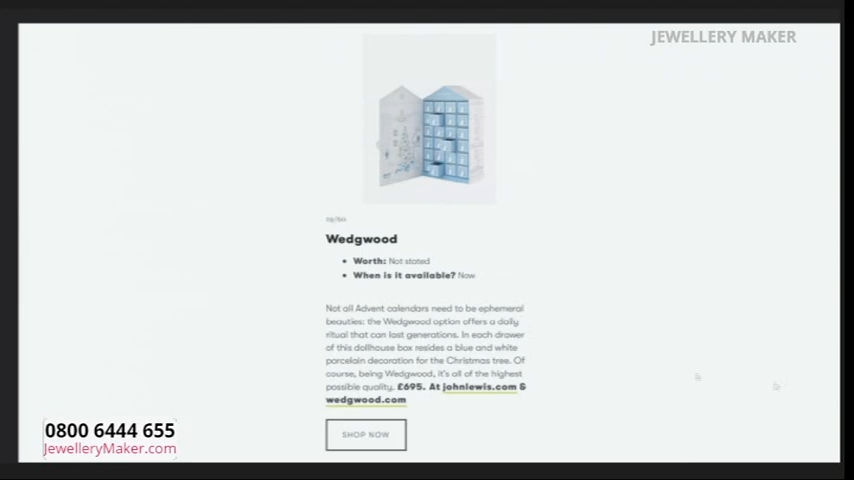 JEWELLERY MAKER
Wedgwood
Worth: Not stated
When is it available? Now
Not all Advent calendars need to be ephemeral
beauties: the Wedgwood option offers a daily
ritual that can last generations. In each drawer
of this dollhouse box resides a blue and white
porcelain decoration for the Christmas tree. Of
course, being Wedgwood, it's all of the highest
possible quality. £695. At johnlewis.com &
wedgwood.com
SHOP NOW
0800 6444 655
JewelleryMaker.com